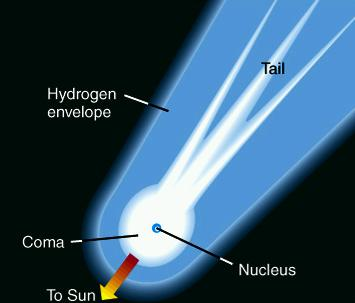 Tail
Hydrogen
envelope
Coma
Nucleus
To Sun